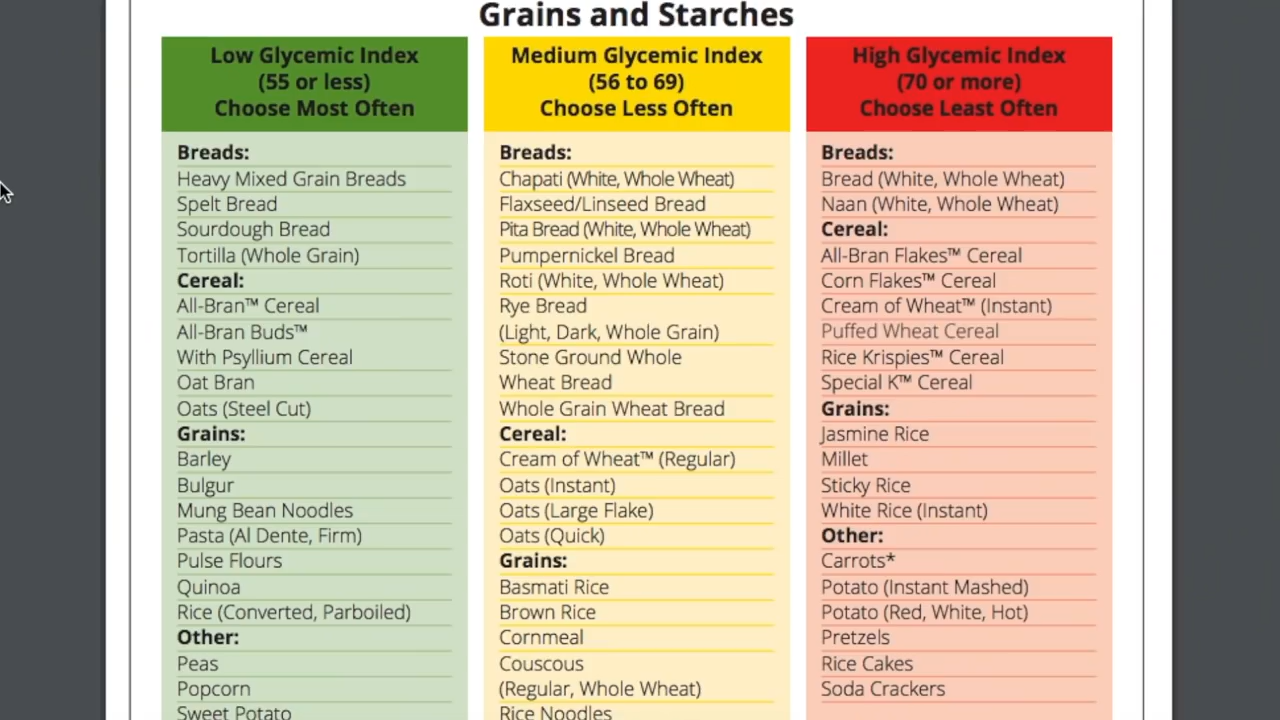 Grains and Starches
Low Glycemic Index
(55 or less)
Choose Most Often
Breads:
Heavy Mixed Grain Breads
Spelt Bread
Sourdough Bread
Tortilla (Whole Grain)
Cereal:
All-Bran™ Cereal
All-Bran Buds™
With Psyllium Cereal
Oat Bran
Oats (Steel Cut)
Grains:
Barley
Bulgur
Mung Bean Noodles
Pasta (Al Dente, Firm)
Pulse Flours
Quinoa
Rice (Converted, Parboiled)
Other:
Peas
Popcorn
Sweet Potato
Medium Glycemic Index
(56 to 69)
Choose Less Often
Breads:
Chapati (White, Whole Wheat)
Flaxseed/Linseed Bread
Pita Bread (White, Whole Wheat)
Pumpernickel Bread
Roti (White, Whole Wheat)
Rye Bread
(Light, Dark, Whole Grain)
Stone Ground Whole
Wheat Bread
Whole Grain Wheat Bread
Cereal:
Cream of Wheat™ (Regular)
Oats (Instant)
Oats (Large Flake)
Oats (Quick)
Grains:
Basmati Rice
Brown Rice
Cornmeal
Couscous
(Regular, Whole Wheat)
Rice Noodles
High Glycemic Index
(70 or more)
Choose Least Often
Breads:
Bread (White, Whole Wheat)
Naan (White, Whole Wheat)
Cereal:
All-Bran Flakes™ Cereal
Corn Flakes™ Cereal
Cream of Wheat™ (Instant)
Puffed Wheat Cereal
Rice Krispies™ Cereal
Special K™ Cereal
Grains:
Jasmine Rice
Millet
Sticky Rice
White Rice (Instant)
Other:
Carrots*
Potato (Instant Mashed)
Potato (Red, White, Hot)
Pretzels
Rice Cakes
Soda Crackers